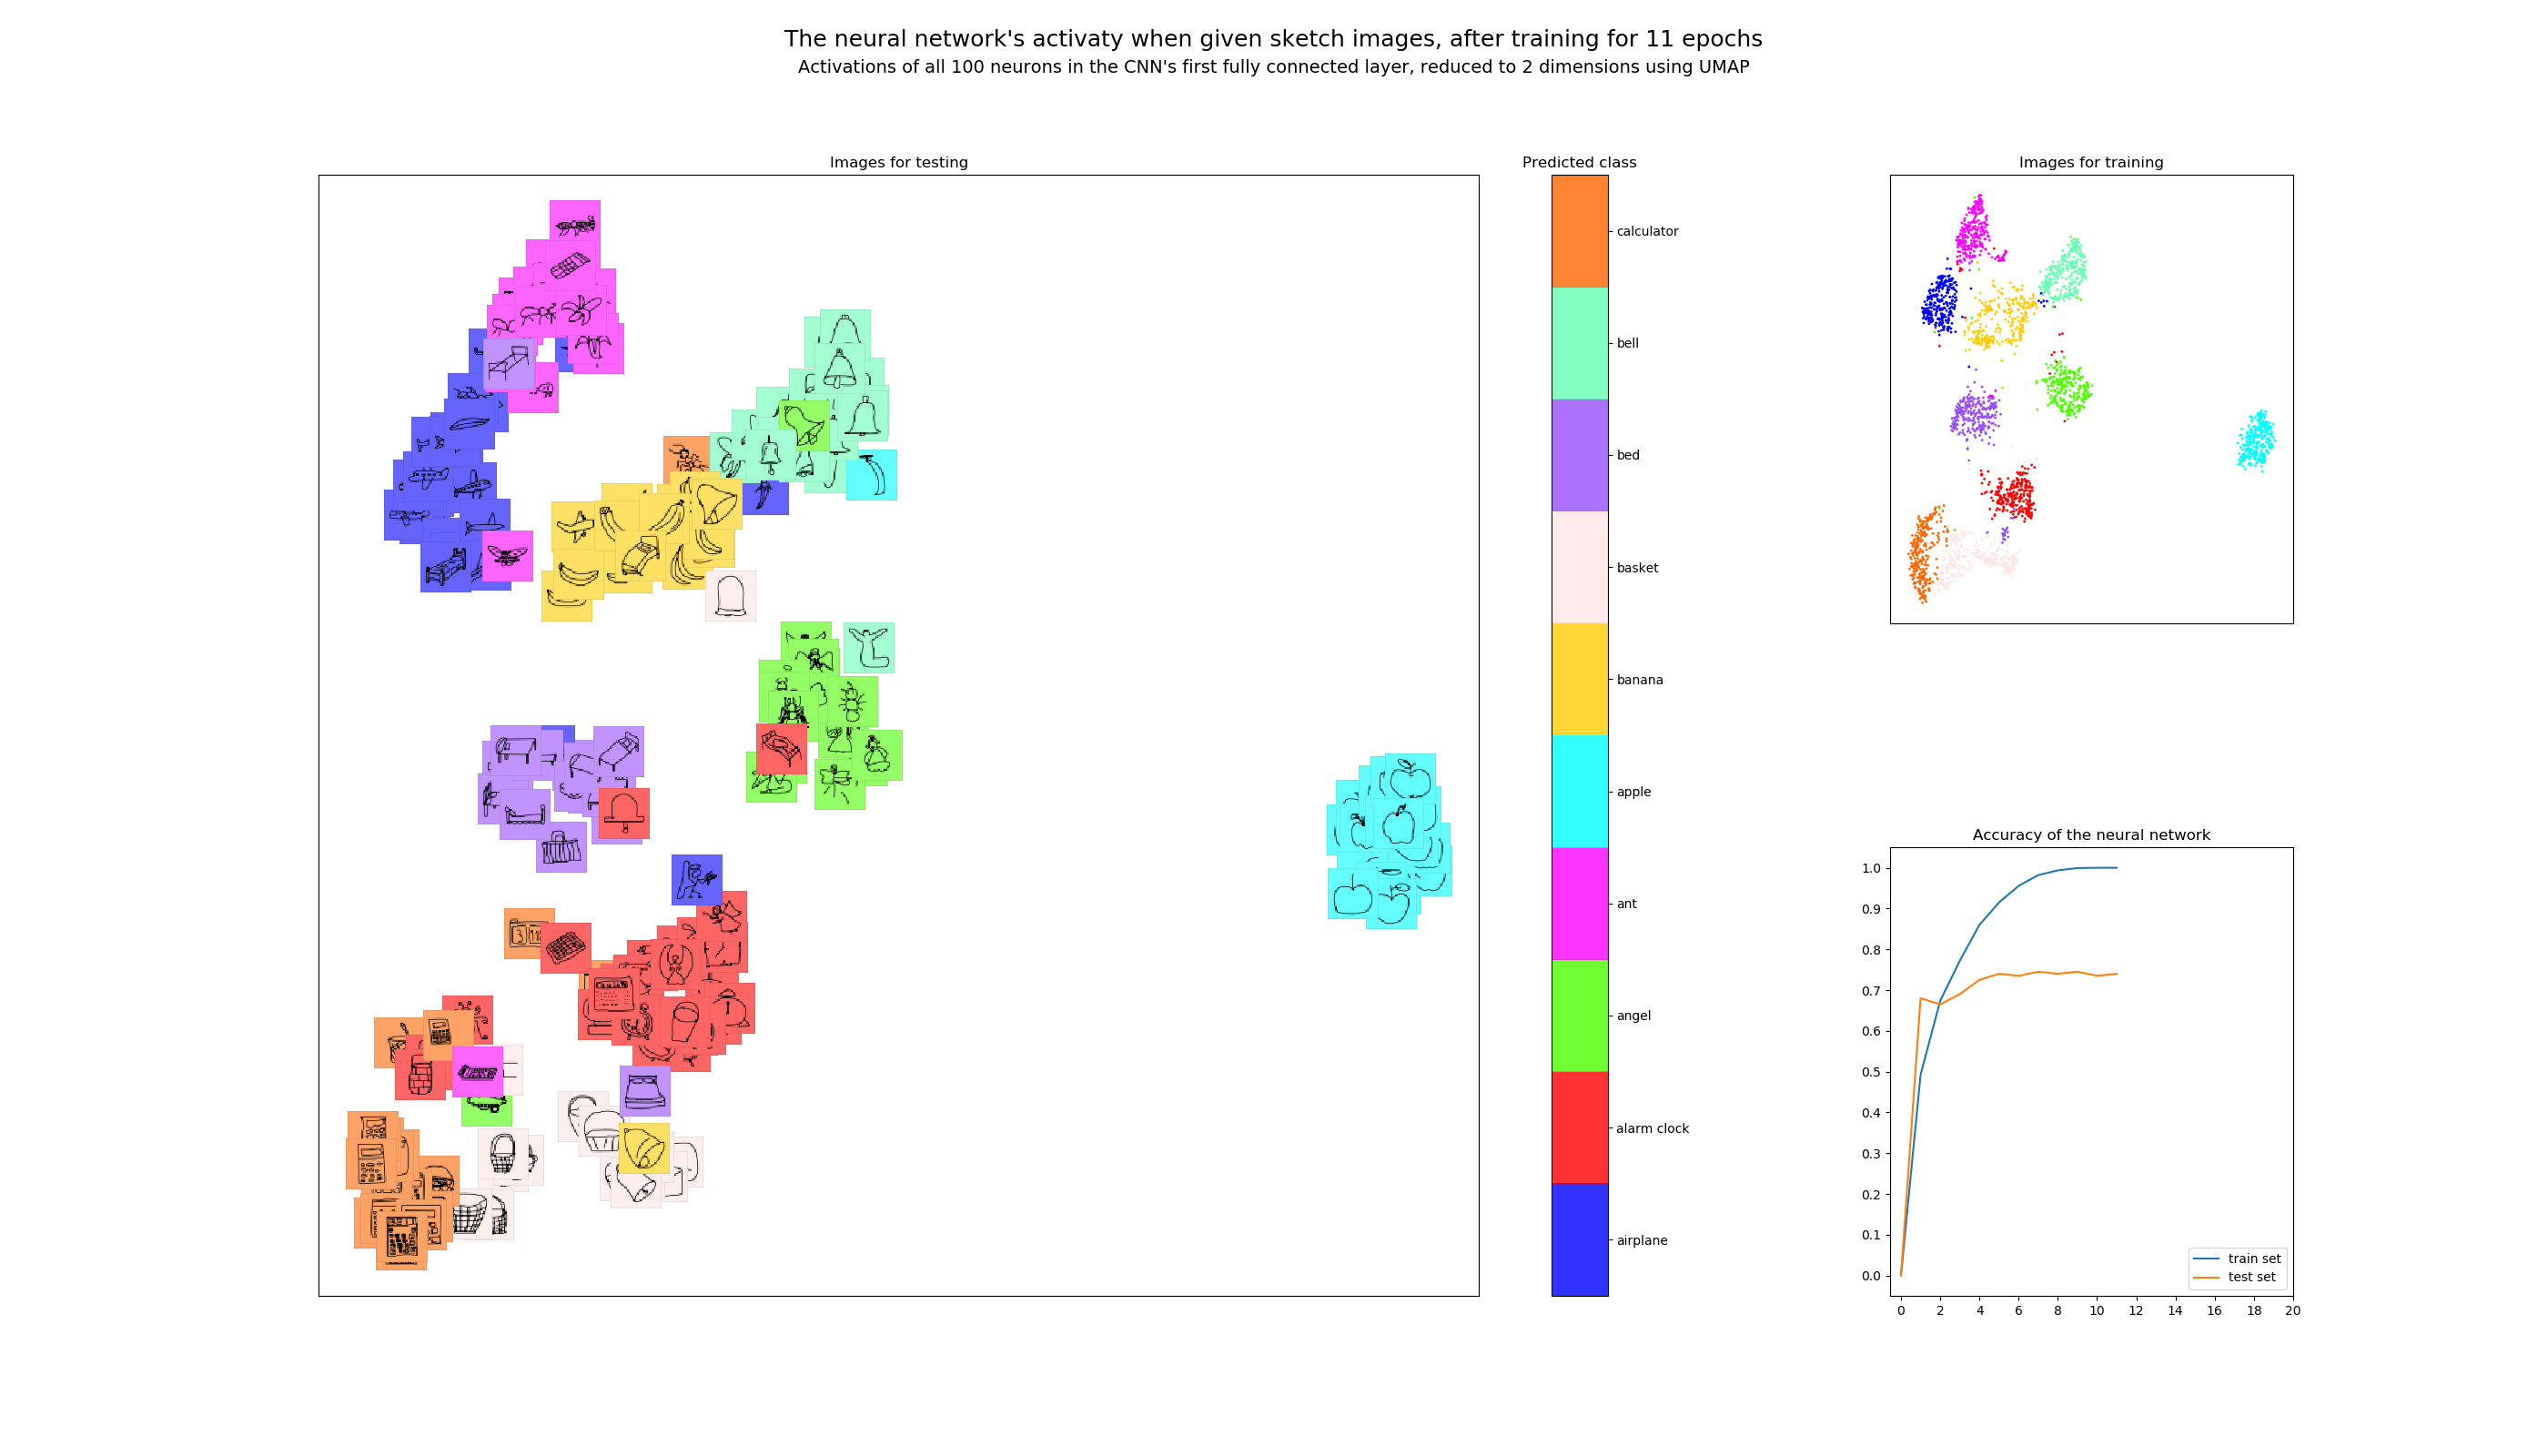 The neural network's activaty when given sketch images, after training for 11 epochs
Activations of all 100 neurons in the CNN's first fully connected layer, reduced to 2 dimensions using UMAP
Images for testing
Predicted class
calculator
bell
bed
basket
banana
apple
ant
angel
alarm clock
airplane
Images for training
Accuracy of the neural network
1.0
0.9
0.8
0.7
0.6
0.5
0.4
0.3
0.2
0.1
0.0
train set
test set
0 2 4 6 8 10 12 14 16 18 20